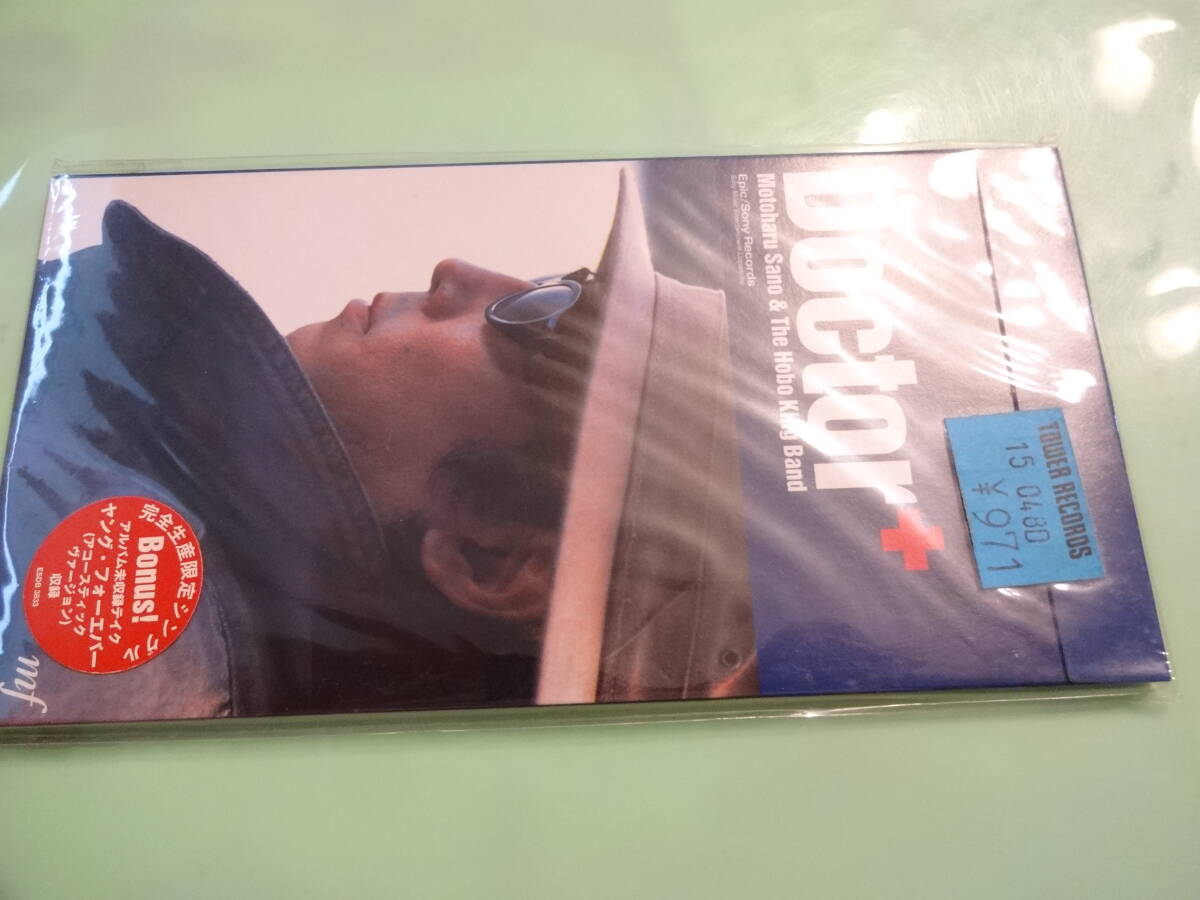 Doctor
Motoharu Sano & The Hobo King Band
Epic/Sony Records
TOWER RECORDS
15 0480
¥971
完全生産限定シングル
Bonus!
アルバム未収録テイク
ヤング・フォーエバー
(アコースティック
ヴァージョン)
収録
ESDB 3833